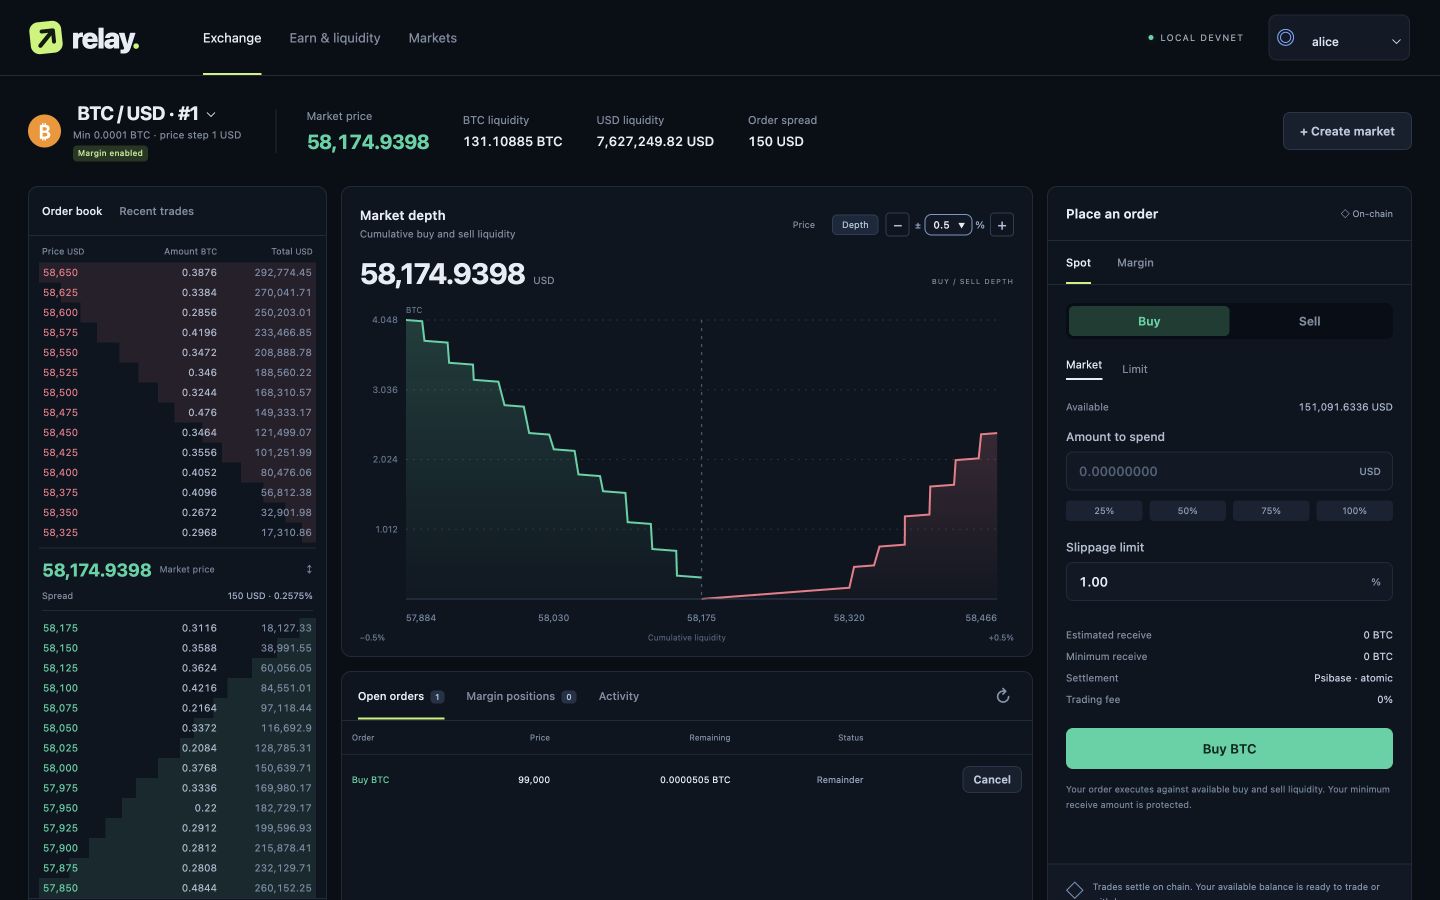 relay.
Exchange
Earn & liquidity
Markets
LOCAL DEVNET
alice
BTC / USD · #1
Min 0.0001 BTC · price step 1 USD
Margin enabled
Market price
58,174.9398
BTC liquidity
131.10885 BTC
USD liquidity
7,627,249.82 USD
Order spread
150 USD
+ Create market
Order book
Recent trades
Price USD Amount BTC Total USD
58,650 0.3876 292,774.45
58,625 0.3384 270,041.71
58,600 0.2856 250,203.01
58,575 0.4196 233,466.85
58,550 0.3472 208,888.78
58,525 0.346 188,560.22
58,500 0.3244 168,310.57
58,475 0.476 149,333.17
58,450 0.3464 121,499.07
58,425 0.3556 101,251.99
58,400 0.4052 80,476.06
58,375 0.4096 56,812.38
58,350 0.2672 32,901.98
58,325 0.2968 17,310.86
58,174.9398 Market price
Spread 150 USD · 0.2575%
58,175 0.3116 18,127.33
58,150 0.3588 38,991.55
58,125 0.3624 60,056.05
58,100 0.4216 84,551.01
58,075 0.2164 97,118.44
58,050 0.3372 116,692.9
58,025 0.2084 128,785.31
58,000 0.3768 150,639.71
57,975 0.3336 169,980.17
57,950 0.22 182,729.17
57,925 0.2912 199,596.93
57,900 0.2812 215,878.41
57,875 0.2808 232,129.71
57,850 0.4844 260,152.25
Market depth
Cumulative buy and sell liquidity
Price
Depth
− ± 0.5 ▼ % +
58,174.9398 USD
BUY / SELL DEPTH
BTC
4.048
3.036
2.024
1.012
57,884 58,030 58,175 58,320 58,466
−0.5% Cumulative liquidity +0.5%
Open orders 1
Margin positions 0
Activity
Order Price Remaining Status
Buy BTC 99,000 0.0000505 BTC Remainder Cancel
Place an order
On-chain
Spot
Margin
Buy
Sell
Market
Limit
Available 151,091.6336 USD
Amount to spend
0.00000000 USD
25% 50% 75% 100%
Slippage limit
1.00 %
Estimated receive 0 BTC
Minimum receive 0 BTC
Settlement Psibase · atomic
Trading fee 0%
Buy BTC
Your order executes against available buy and sell liquidity. Your minimum
receive amount is protected.
Trades settle on chain. Your available balance is ready to trade or